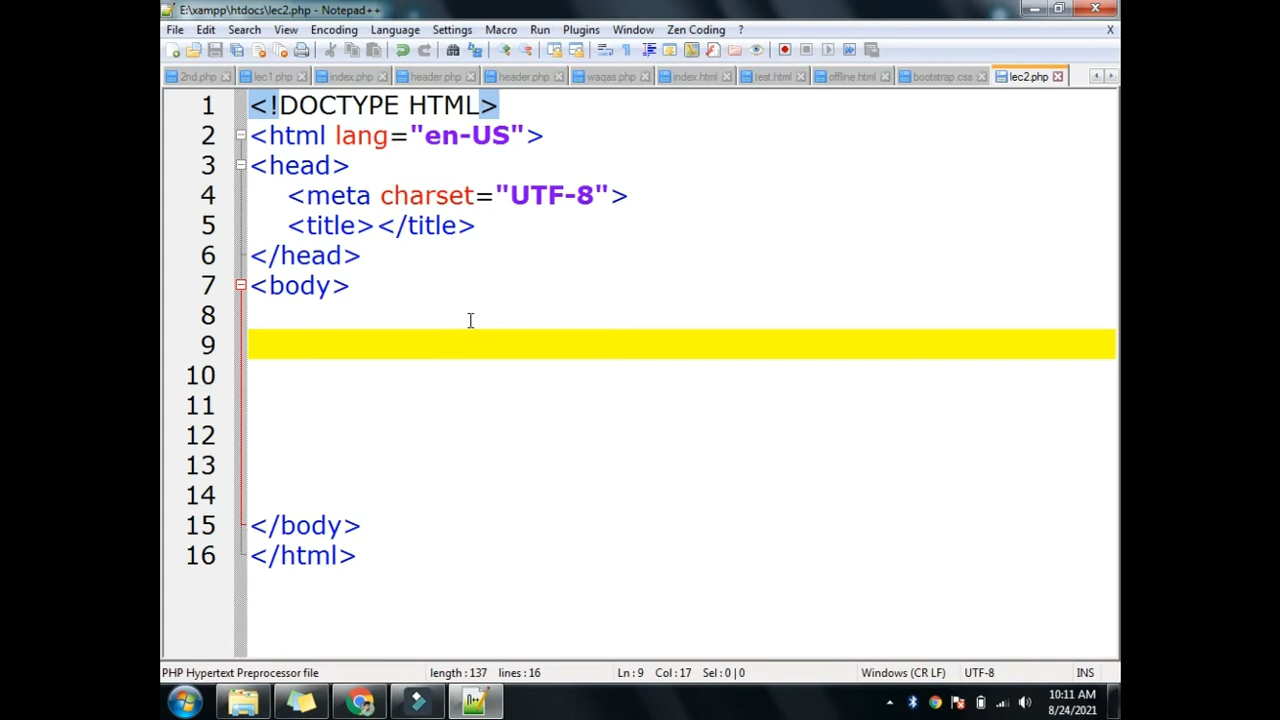 E:\xampp\htdocs\lec2.php - Notepad++
File Edit Search View Encoding Language Settings Macro Run Plugins Window Zen Coding ? X
2nd.php lec1.php index.php header.php header.php waqas.php index.html test.html offline.html bootstrap.css lec2.php
1 <!DOCTYPE HTML>
2 <html lang="en-US">
3 <head>
4 <meta charset="UTF-8">
5 <title></title>
6 </head>
7 <body>
8
9
10
11
12
13
14
15 </body>
16 </html>
PHP Hypertext Preprocessor file length : 137 lines : 16 Ln : 9 Col : 17 Sel : 0 | 0 Windows (CR LF) UTF-8 INS
10:11 AM
8/24/2021